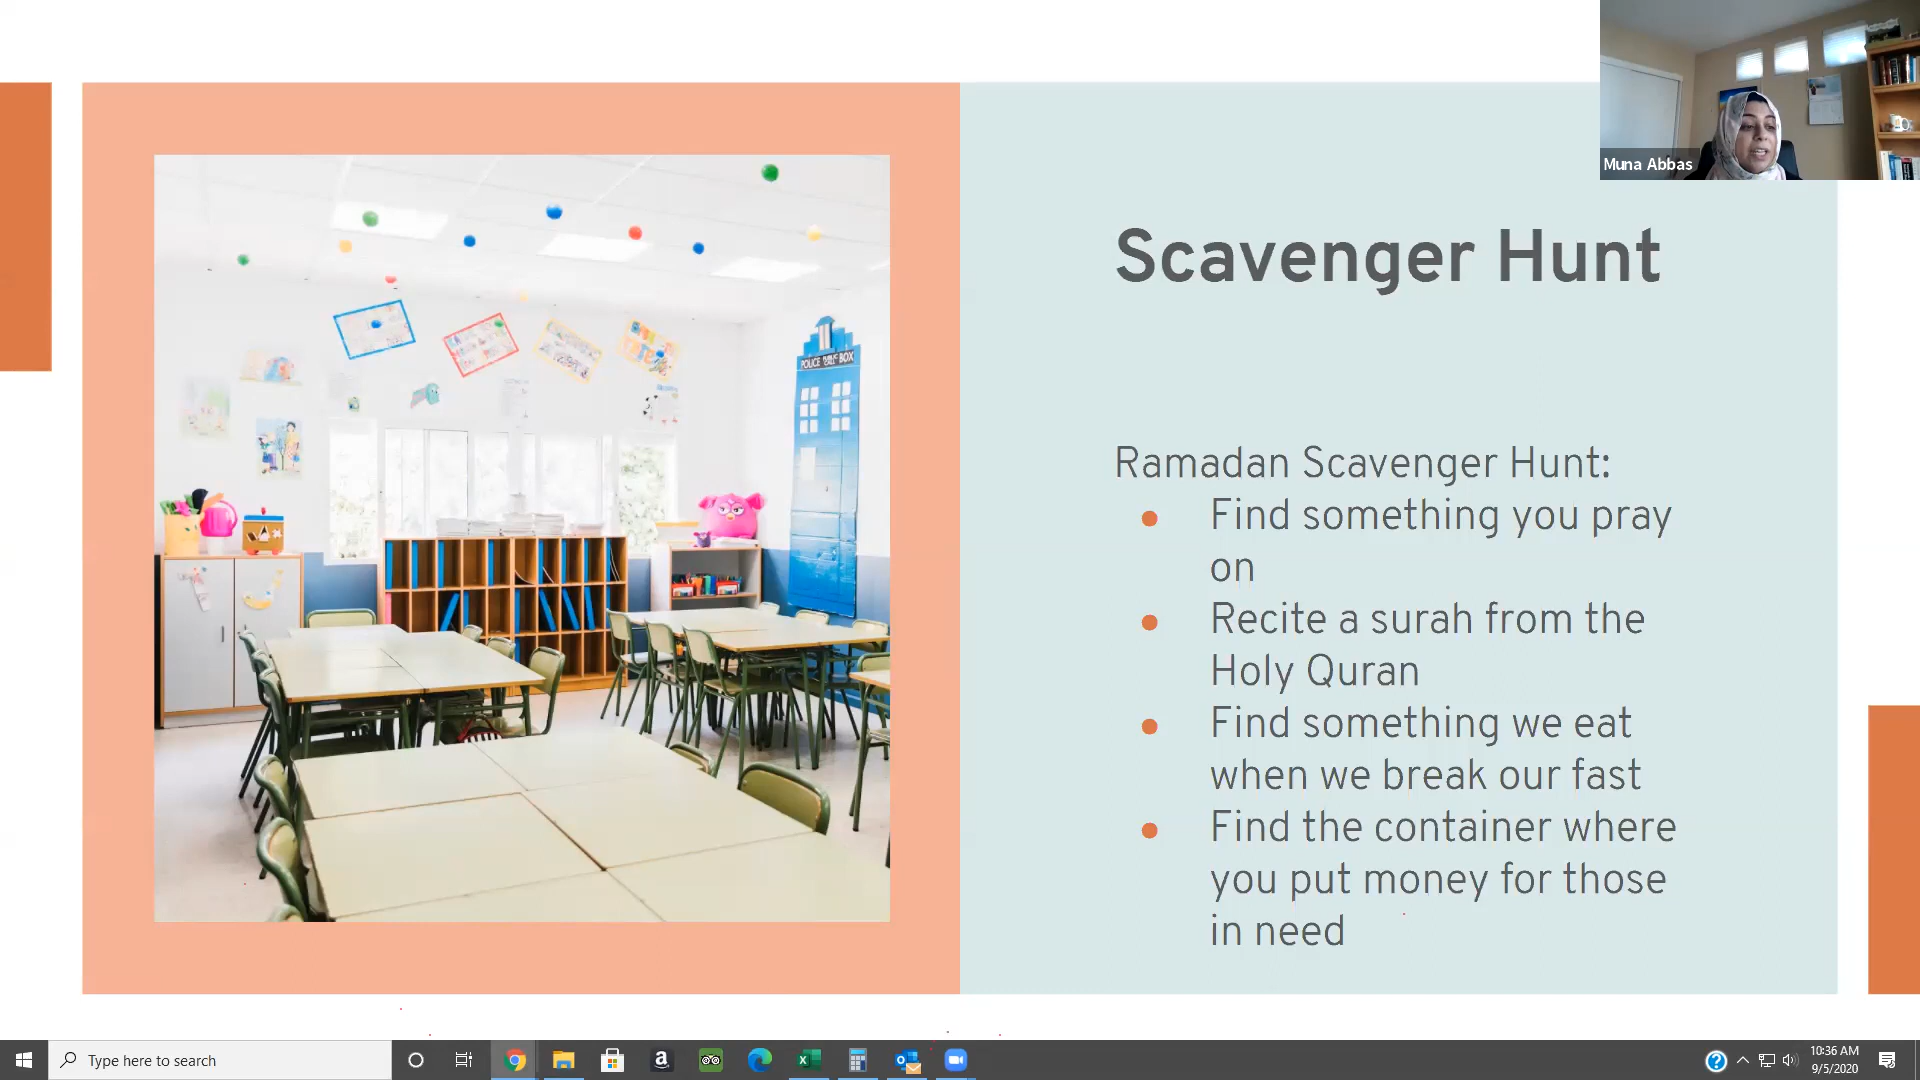 Muna Abbas
Scavenger Hunt
Ramadan Scavenger Hunt:
● Find something you pray
on
● Recite a surah from the
Holy Quran
● Find something we eat
when we break our fast
● Find the container where
you put money for those
in need
POLICE BOX
Type here to search
10:36 AM
9/5/2020